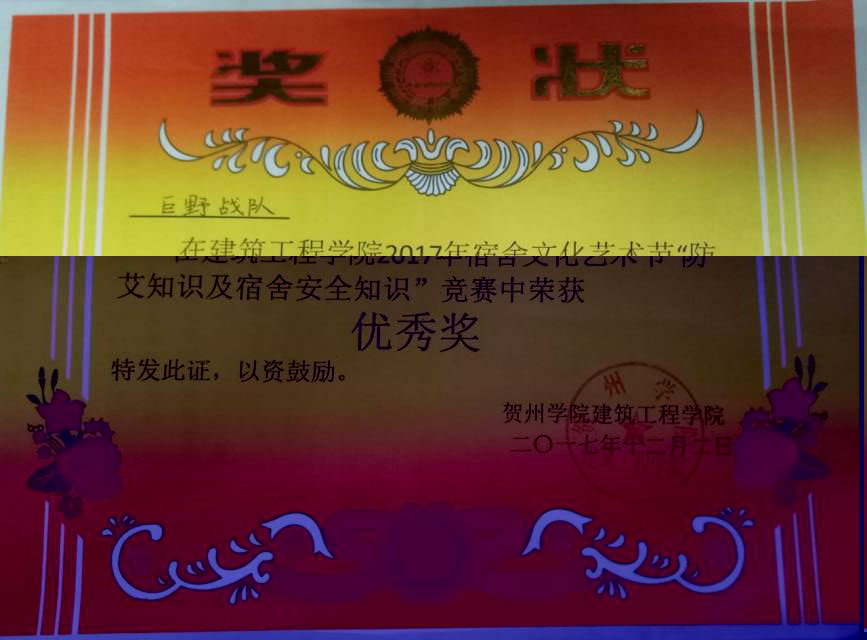 奖 状
巨野战队
在建筑工程学院2017年宿舍文化艺术节“防
艾知识及宿舍安全知识”竞赛中荣获
优秀奖
特发此证，以资鼓励。
贺州学院建筑工程学院
二〇一七年十二月二日